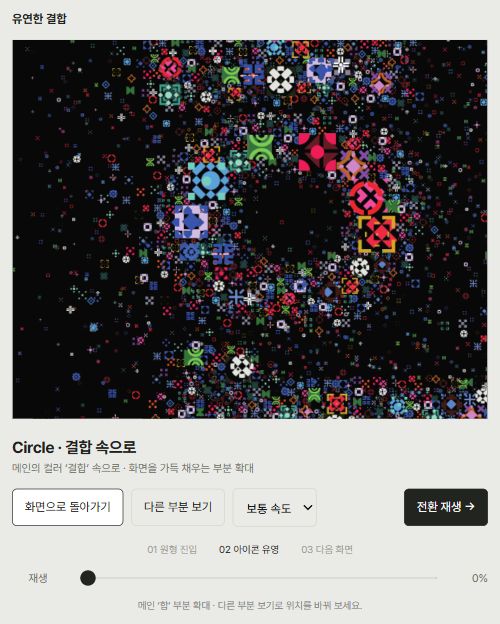 유연한 결합
Circle · 결합 속으로
메인의 컬러 ‘결합’ 속으로 · 화면을 가득 채우는 부분 확대
화면으로 돌아가기 다른 부분 보기 보통 속도 전환 재생 →
01 원형 진입 02 아이콘 유영 03 다음 화면
재생 0%
메인 ‘합’ 부분 확대 · 다른 부분 보기로 위치를 바꿔 보세요.